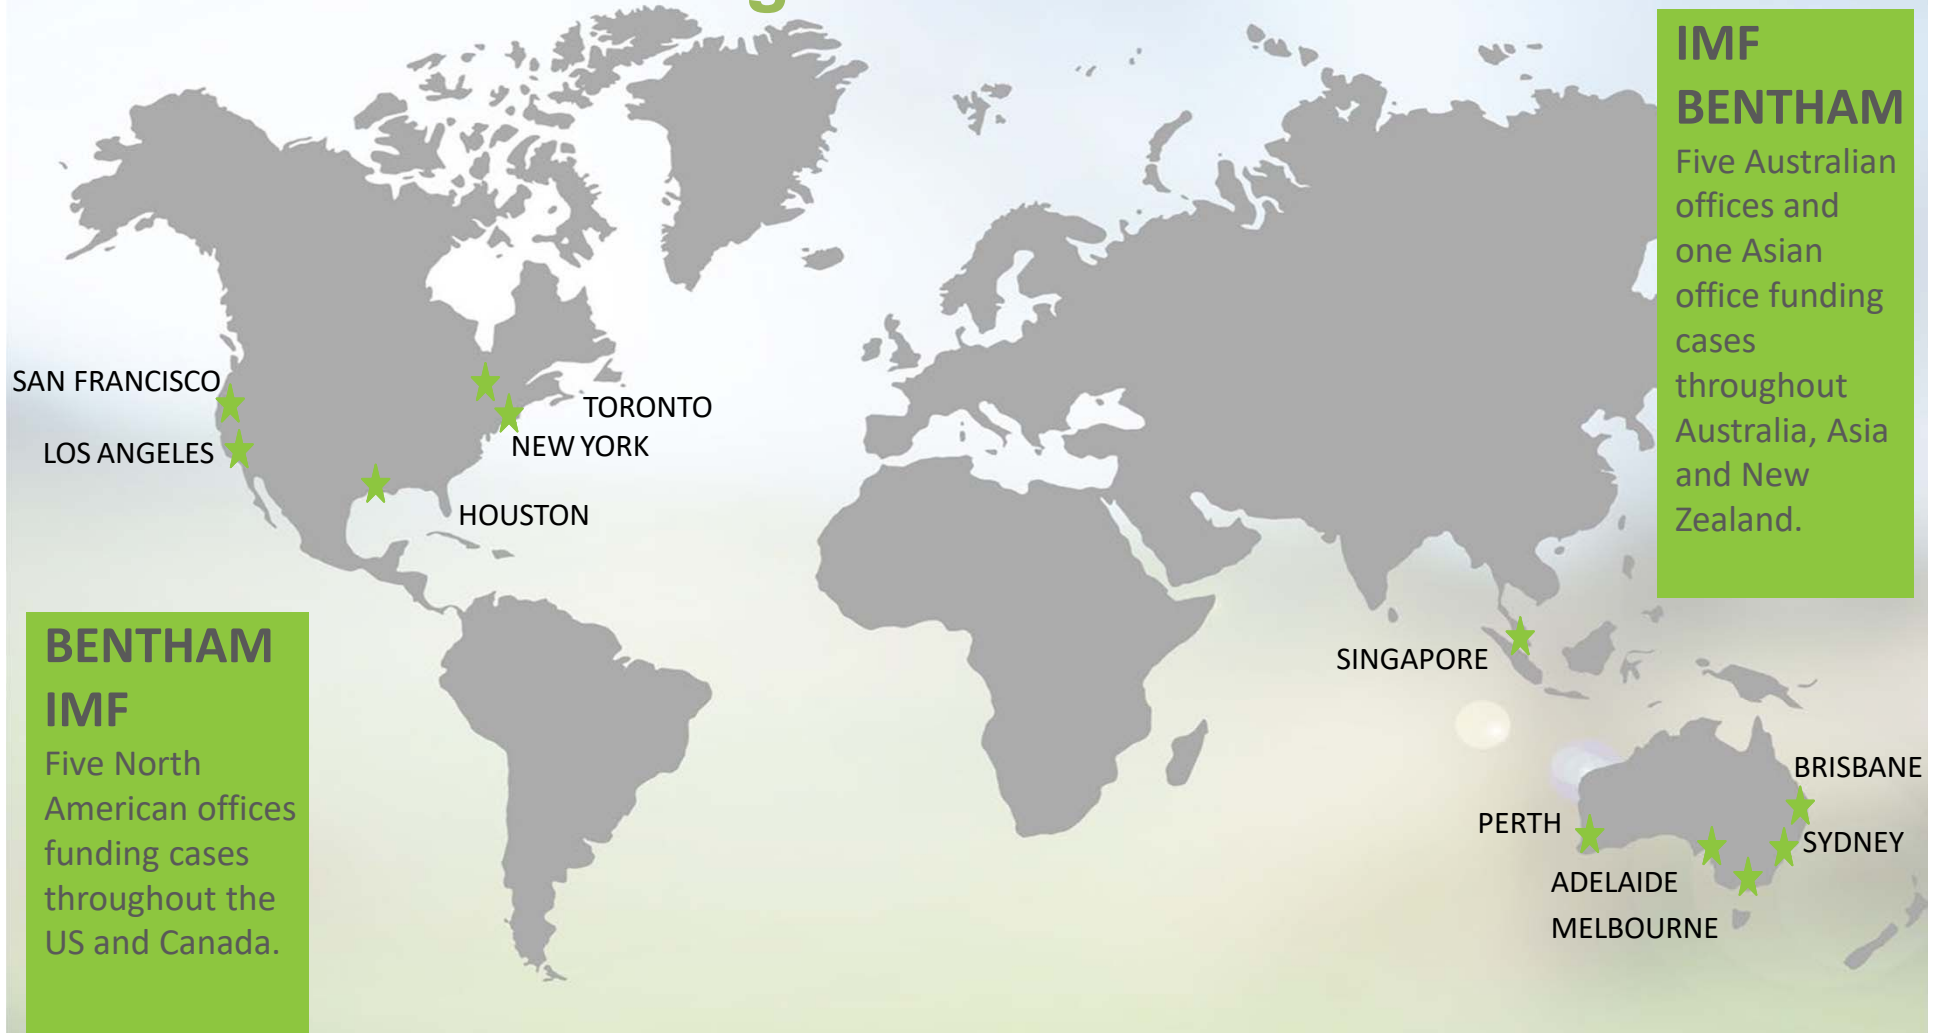 IMF
BENTHAM
Five Australian
offices and
one Asian
office funding
cases
throughout
Australia, Asia
and New
Zealand.
SAN FRANCISCO
TORONTO
LOS ANGELES
NEW YORK
HOUSTON
BENTHAM
IMF
Five North
American offices
funding cases
throughout the
US and Canada.
SINGAPORE
BRISBANE
PERTH
SYDNEY
ADELAIDE
MELBOURNE